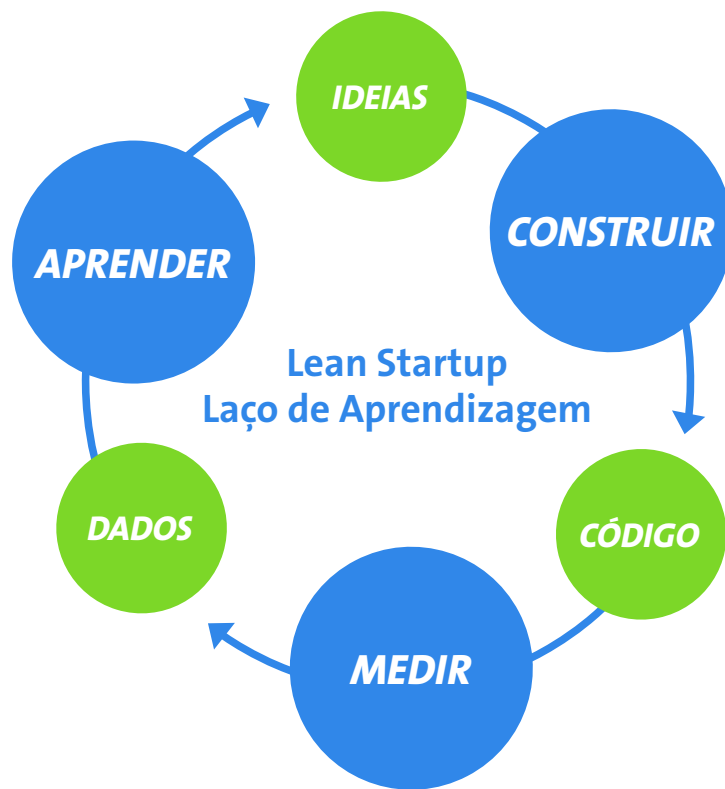 IDEIAS
CONSTRUIR
APRENDER
Lean Startup
Laço de Aprendizagem
DADOS
CÓDIGO
MEDIR